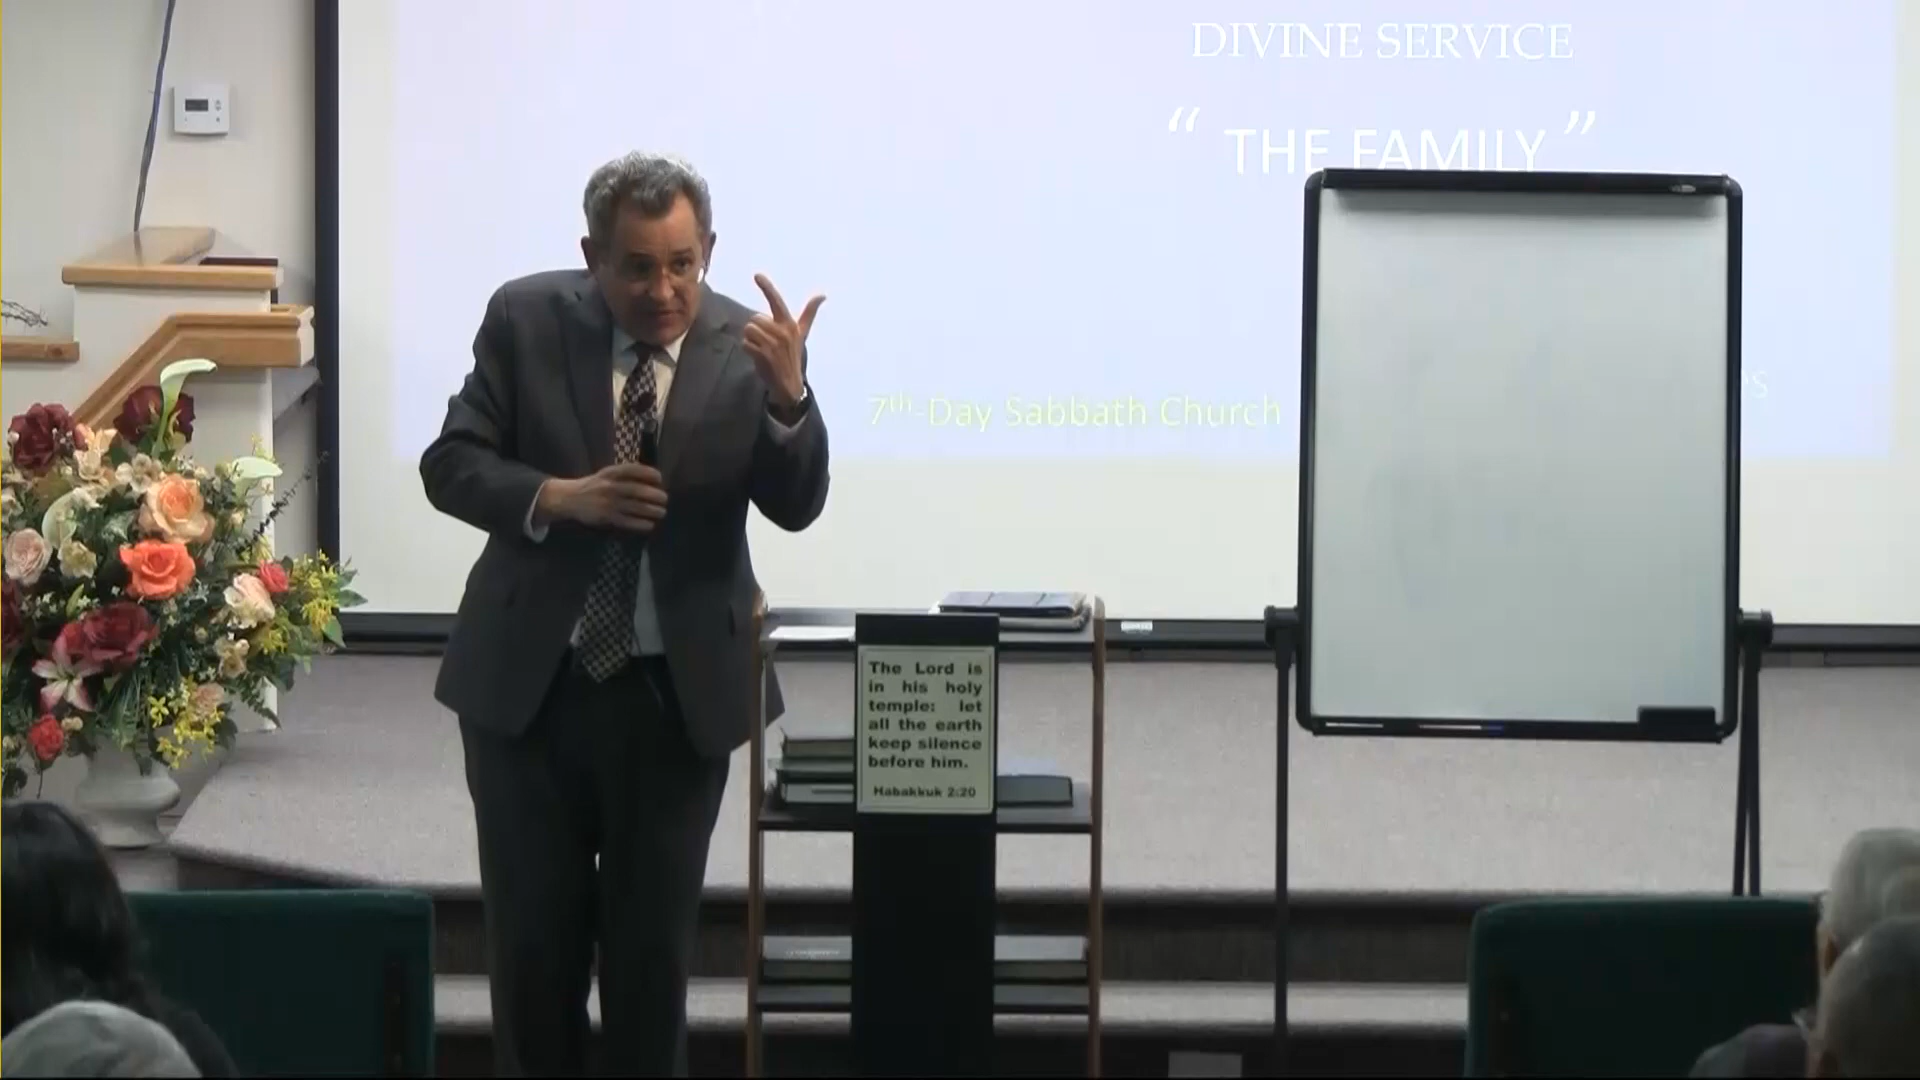 DIVINE SERVICE
“ THE FAMILY ”
7th-Day Sabbath Church
The Lord is
in his holy
temple: let
all the earth
keep silence
before him.
Habakkuk 2:20